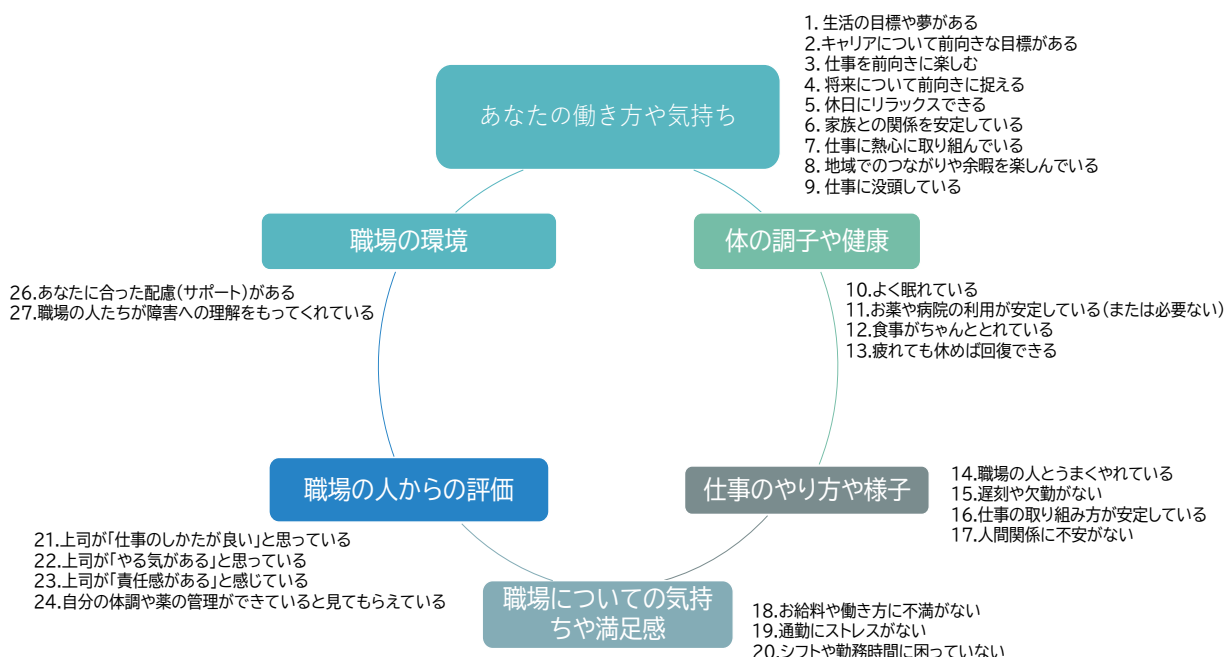 あなたの働き方や気持ち
1. 生活の目標や夢がある
2.キャリアについて前向きな目標がある
3. 仕事を前向きに楽しむ
4. 将来について前向きに捉える
5. 休日にリラックスできる
6. 家族との関係を安定している
7. 仕事に熱心に取り組んでいる
8. 地域でのつながりや余暇を楽しんでいる
9. 仕事に没頭している
体の調子や健康
10.よく眠れている
11.お薬や病院の利用が安定している(または必要ない)
12.食事がちゃんととれている
13.疲れても休めば回復できる
仕事のやり方や様子
14.職場の人とうまくやれている
15.遅刻や欠勤がない
16.仕事の取り組み方が安定している
17.人間関係に不安がない
職場についての気持
ちや満足感
18.お給料や働き方に不満がない
19.通勤にストレスがない
20.シフトや勤務時間に困っていない
職場の人からの評価
21.上司が「仕事のしかたが良い」と思っている
22.上司が「やる気がある」と思っている
23.上司が「責任感がある」と感じている
24.自分の体調や薬の管理ができていると見てもらえている
職場の環境
26.あなたに合った配慮(サポート)がある
27.職場の人たちが障害への理解をもってくれている